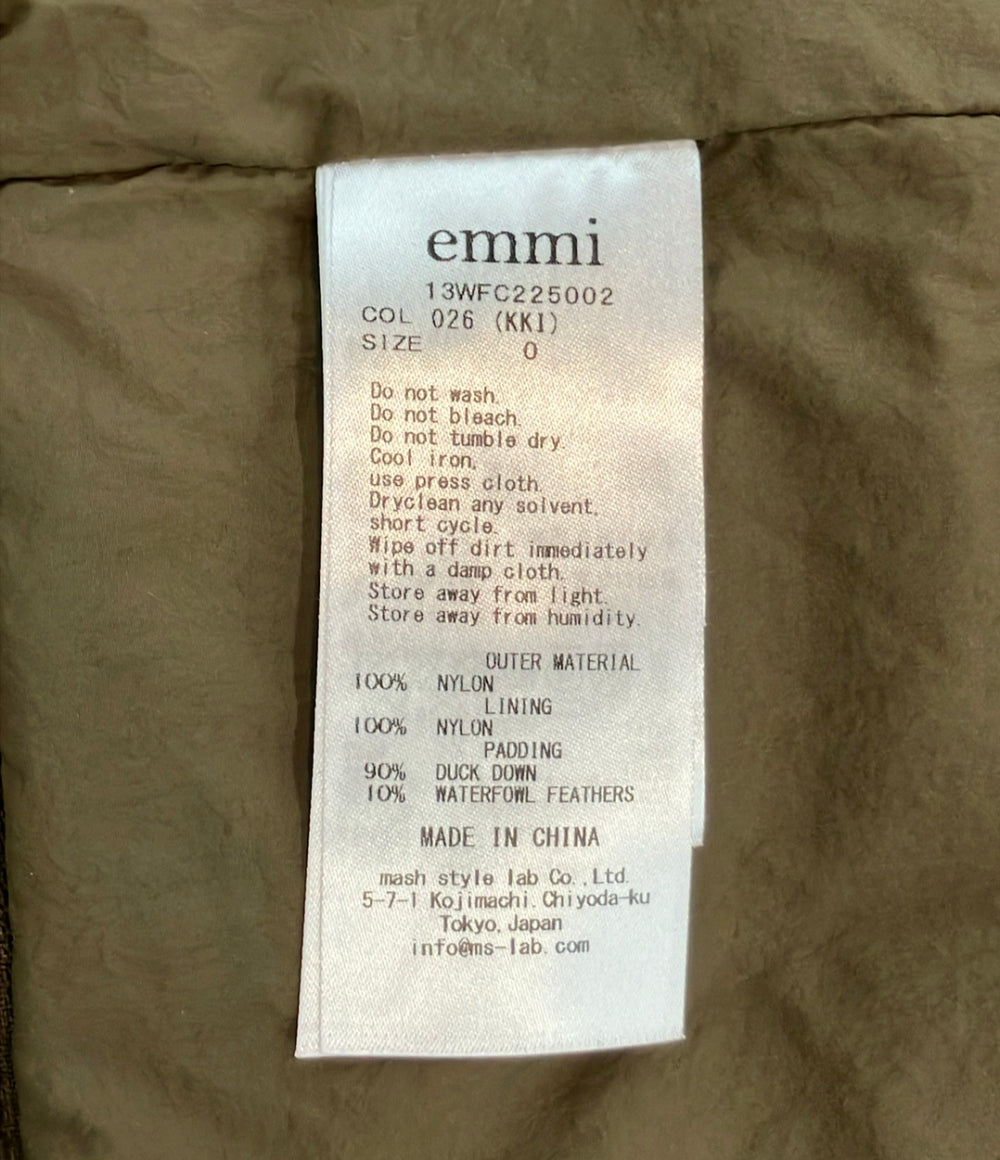 emmi
13WFC225002
COL 026 (KKI)
SIZE 0
Do not wash.
Do not bleach.
Do not tumble dry.
Cool iron,
use press cloth.
Dryclean any solvent,
short cycle.
Wipe off dirt immediately
with a damp cloth.
Store away from light.
Store away from humidity.
OUTER MATERIAL
100% NYLON
LINING
100% NYLON
PADDING
90% DUCK DOWN
10% WATERFOWL FEATHERS
MADE IN CHINA
mash style lab Co.,Ltd.
5-7-1 Kojimachi. Chiyoda-ku
Tokyo, Japan
info@ms-lab.com